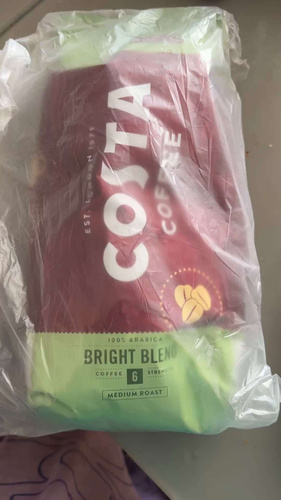 COSTA
COFFEE
EST. LONDON 1971
100% ARABICA
BRIGHT BLEND
COFFEE 6 STRENGTH
MEDIUM ROAST